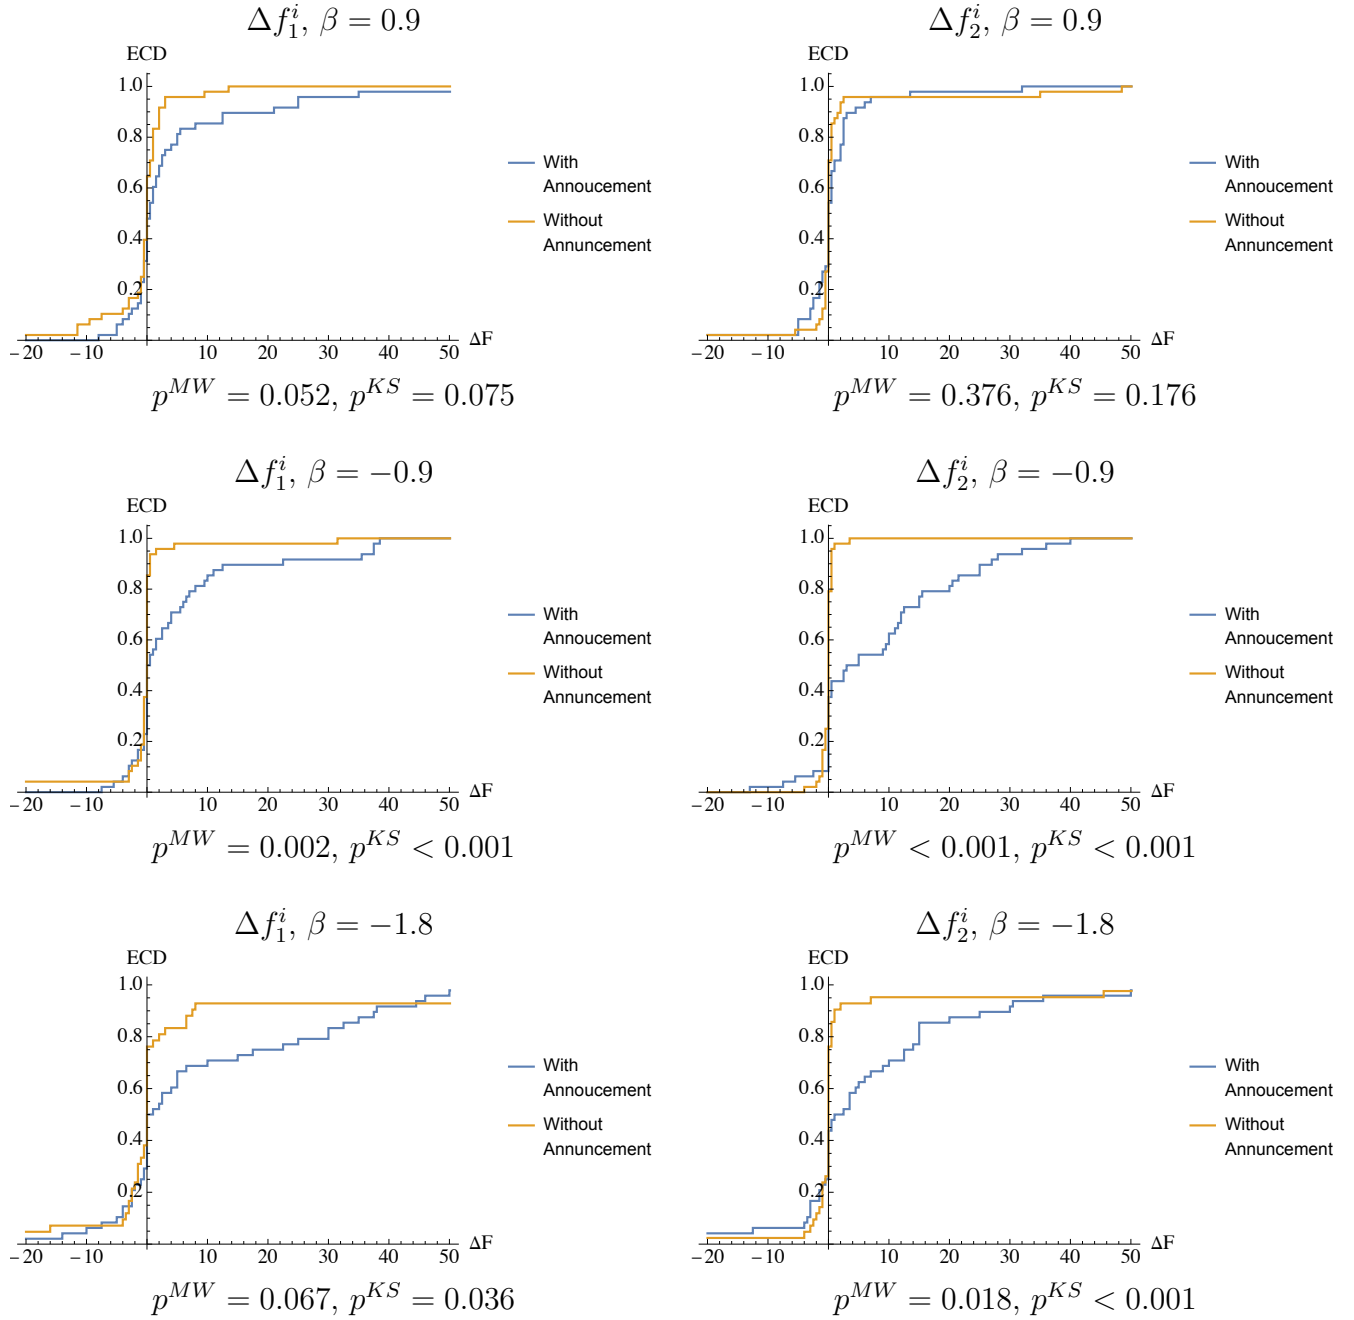 Δf₁ⁱ, β = 0.9
ECD
1.0
0.8
0.6
0.4
0.2
−20 −10 10 20 30 40 50 ΔF
With
Annoucement
Without
Annuncement
p^{MW} = 0.052, p^{KS} = 0.075
Δf₂ⁱ, β = 0.9
ECD
1.0
0.8
0.6
0.4
0.2
−20 −10 10 20 30 40 50 ΔF
With
Annoucement
Without
Annuncement
p^{MW} = 0.376, p^{KS} = 0.176
Δf₁ⁱ, β = −0.9
ECD
1.0
0.8
0.6
0.4
0.2
−20 −10 10 20 30 40 50 ΔF
With
Annoucement
Without
Annuncement
p^{MW} = 0.002, p^{KS} < 0.001
Δf₂ⁱ, β = −0.9
ECD
1.0
0.8
0.6
0.4
0.2
−20 −10 10 20 30 40 50 ΔF
With
Annoucement
Without
Annuncement
p^{MW} < 0.001, p^{KS} < 0.001
Δf₁ⁱ, β = −1.8
ECD
1.0
0.8
0.6
0.4
0.2
−20 −10 10 20 30 40 50 ΔF
With
Annoucement
Without
Annuncement
p^{MW} = 0.067, p^{KS} = 0.036
Δf₂ⁱ, β = −1.8
ECD
1.0
0.8
0.6
0.4
0.2
−20 −10 10 20 30 40 50 ΔF
With
Annoucement
Without
Annuncement
p^{MW} = 0.018, p^{KS} < 0.001